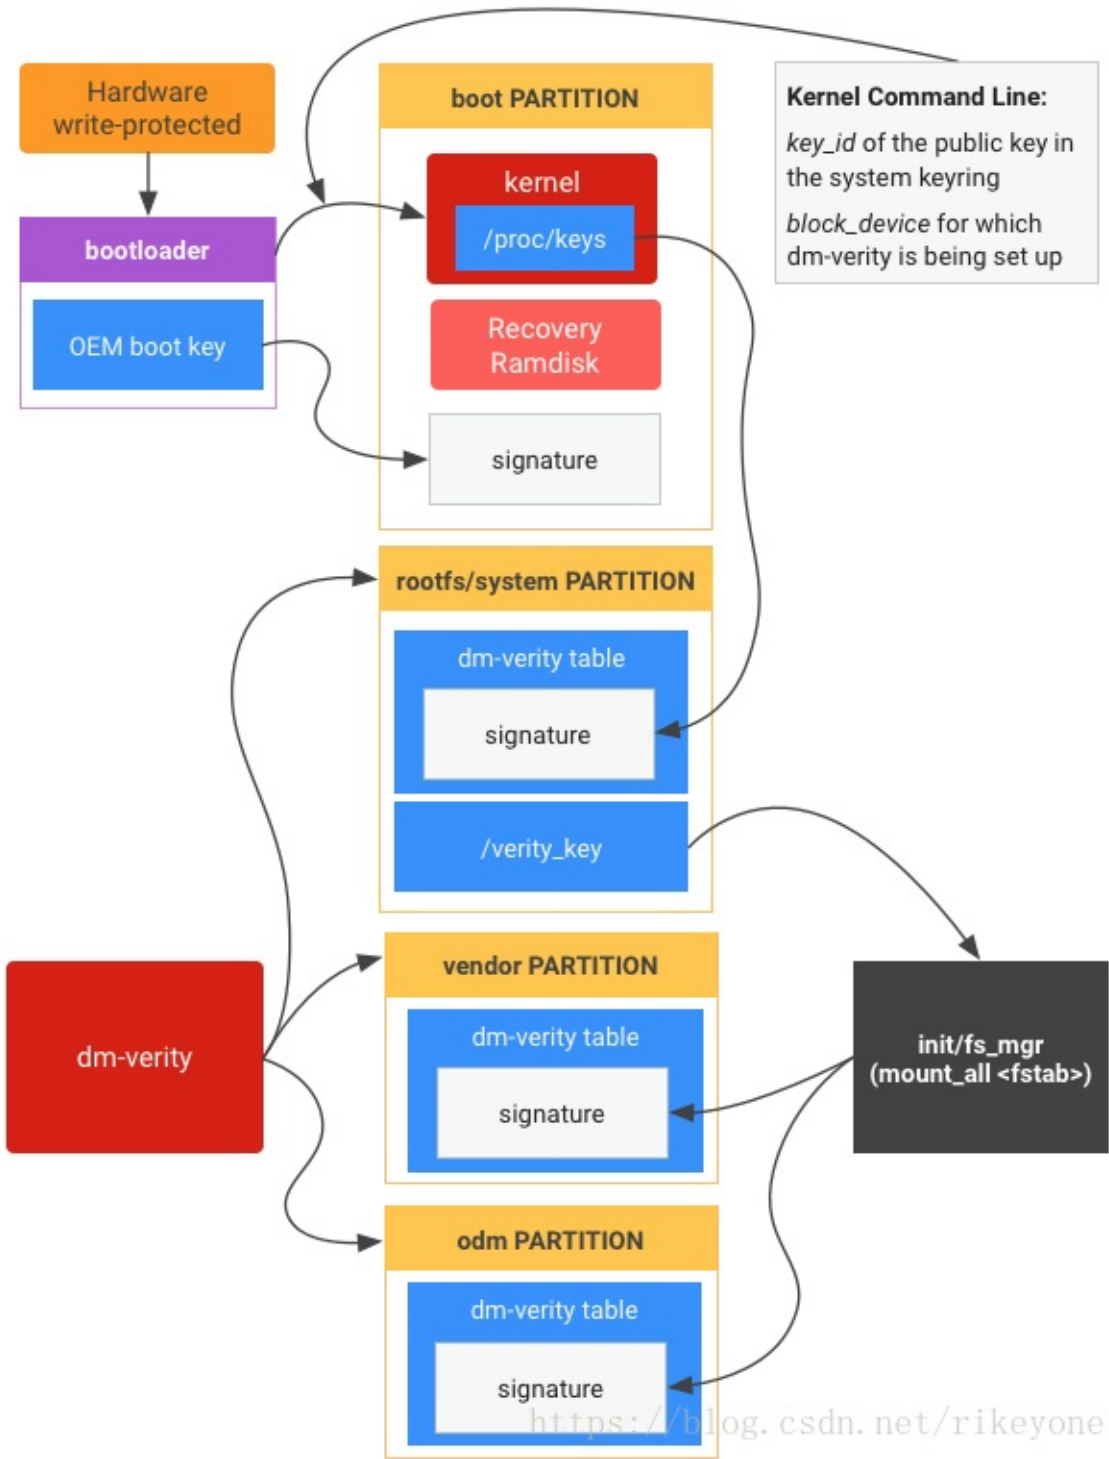 Hardware
write-protected
bootloader
OEM boot key
boot PARTITION
kernel
/proc/keys
Recovery
Ramdisk
signature
Kernel Command Line:
key_id of the public key in
the system keyring
block_device for which
dm-verity is being set up
rootfs/system PARTITION
dm-verity table
signature
/verity_key
dm-verity
vendor PARTITION
dm-verity table
signature
init/fs_mgr
(mount_all <fstab>)
odm PARTITION
dm-verity table
signature
https://blog.csdn.net/rikeyone